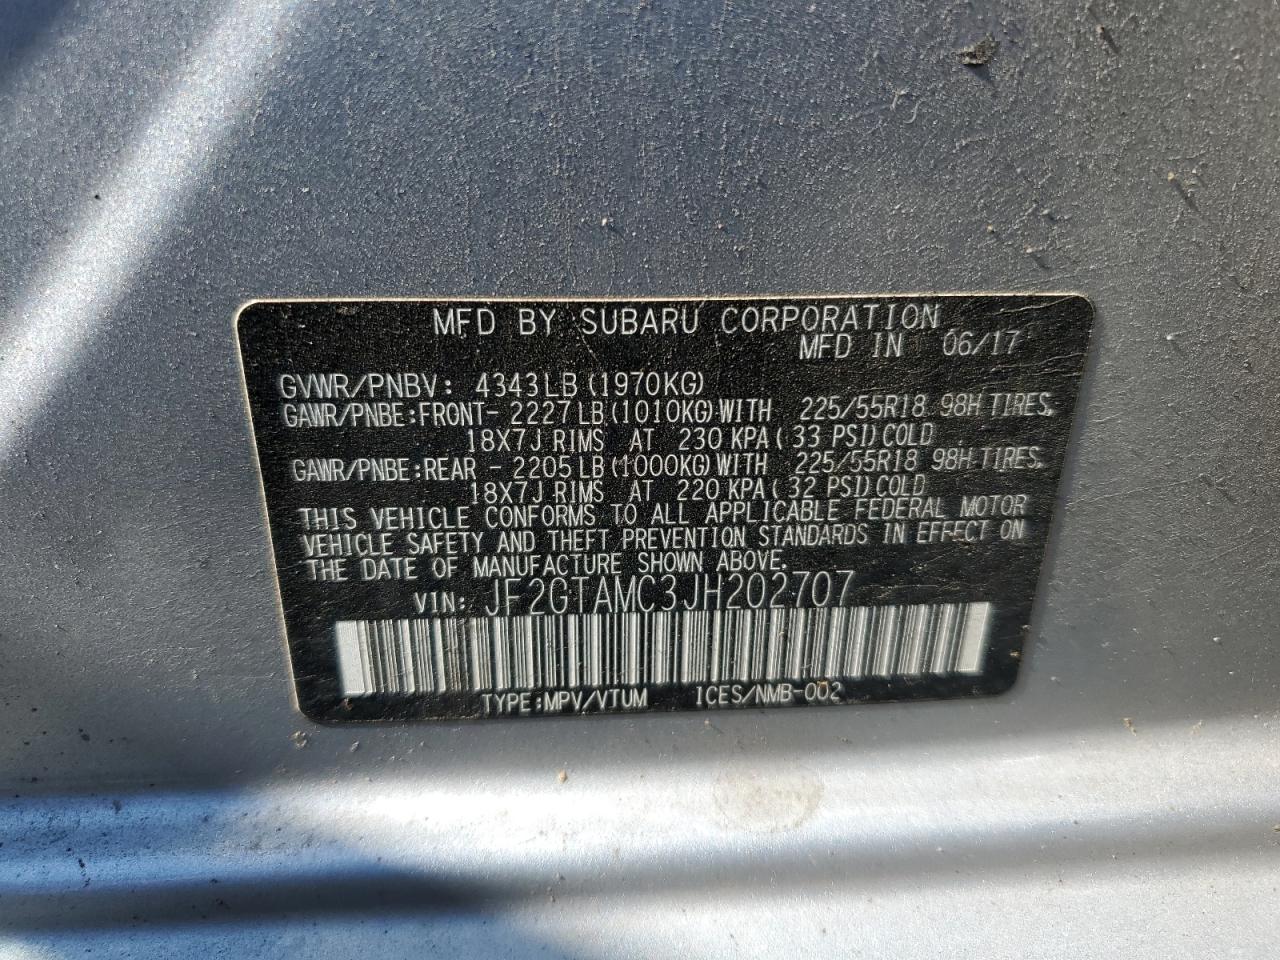 MFD BY SUBARU CORPORATION
MFD IN 06/17
GVWR/PNBV: 4343LB(1970KG)
GAWR/PNBE:FRONT- 2227LB(1010KG)WITH 225/55R18 98H TIRES.
18X7J RIMS AT 230 KPA( 33 PSI)COLD
GAWR/PNBE:REAR - 2205LB(1000KG)WITH 225/55R18 98H TIRES.
18X7J RIMS AT 220 KPA( 32 PSI)COLD
THIS VEHICLE CONFORMS TO ALL APPLICABLE FEDERAL MOTOR
VEHICLE SAFETY AND THEFT PREVENTION STANDARDS IN EFFECT ON
THE DATE OF MANUFACTURE SHOWN ABOVE.
VIN: JF2GTAMC3JH202707
TYPE:MPV/VTUM ICES/NMB-002